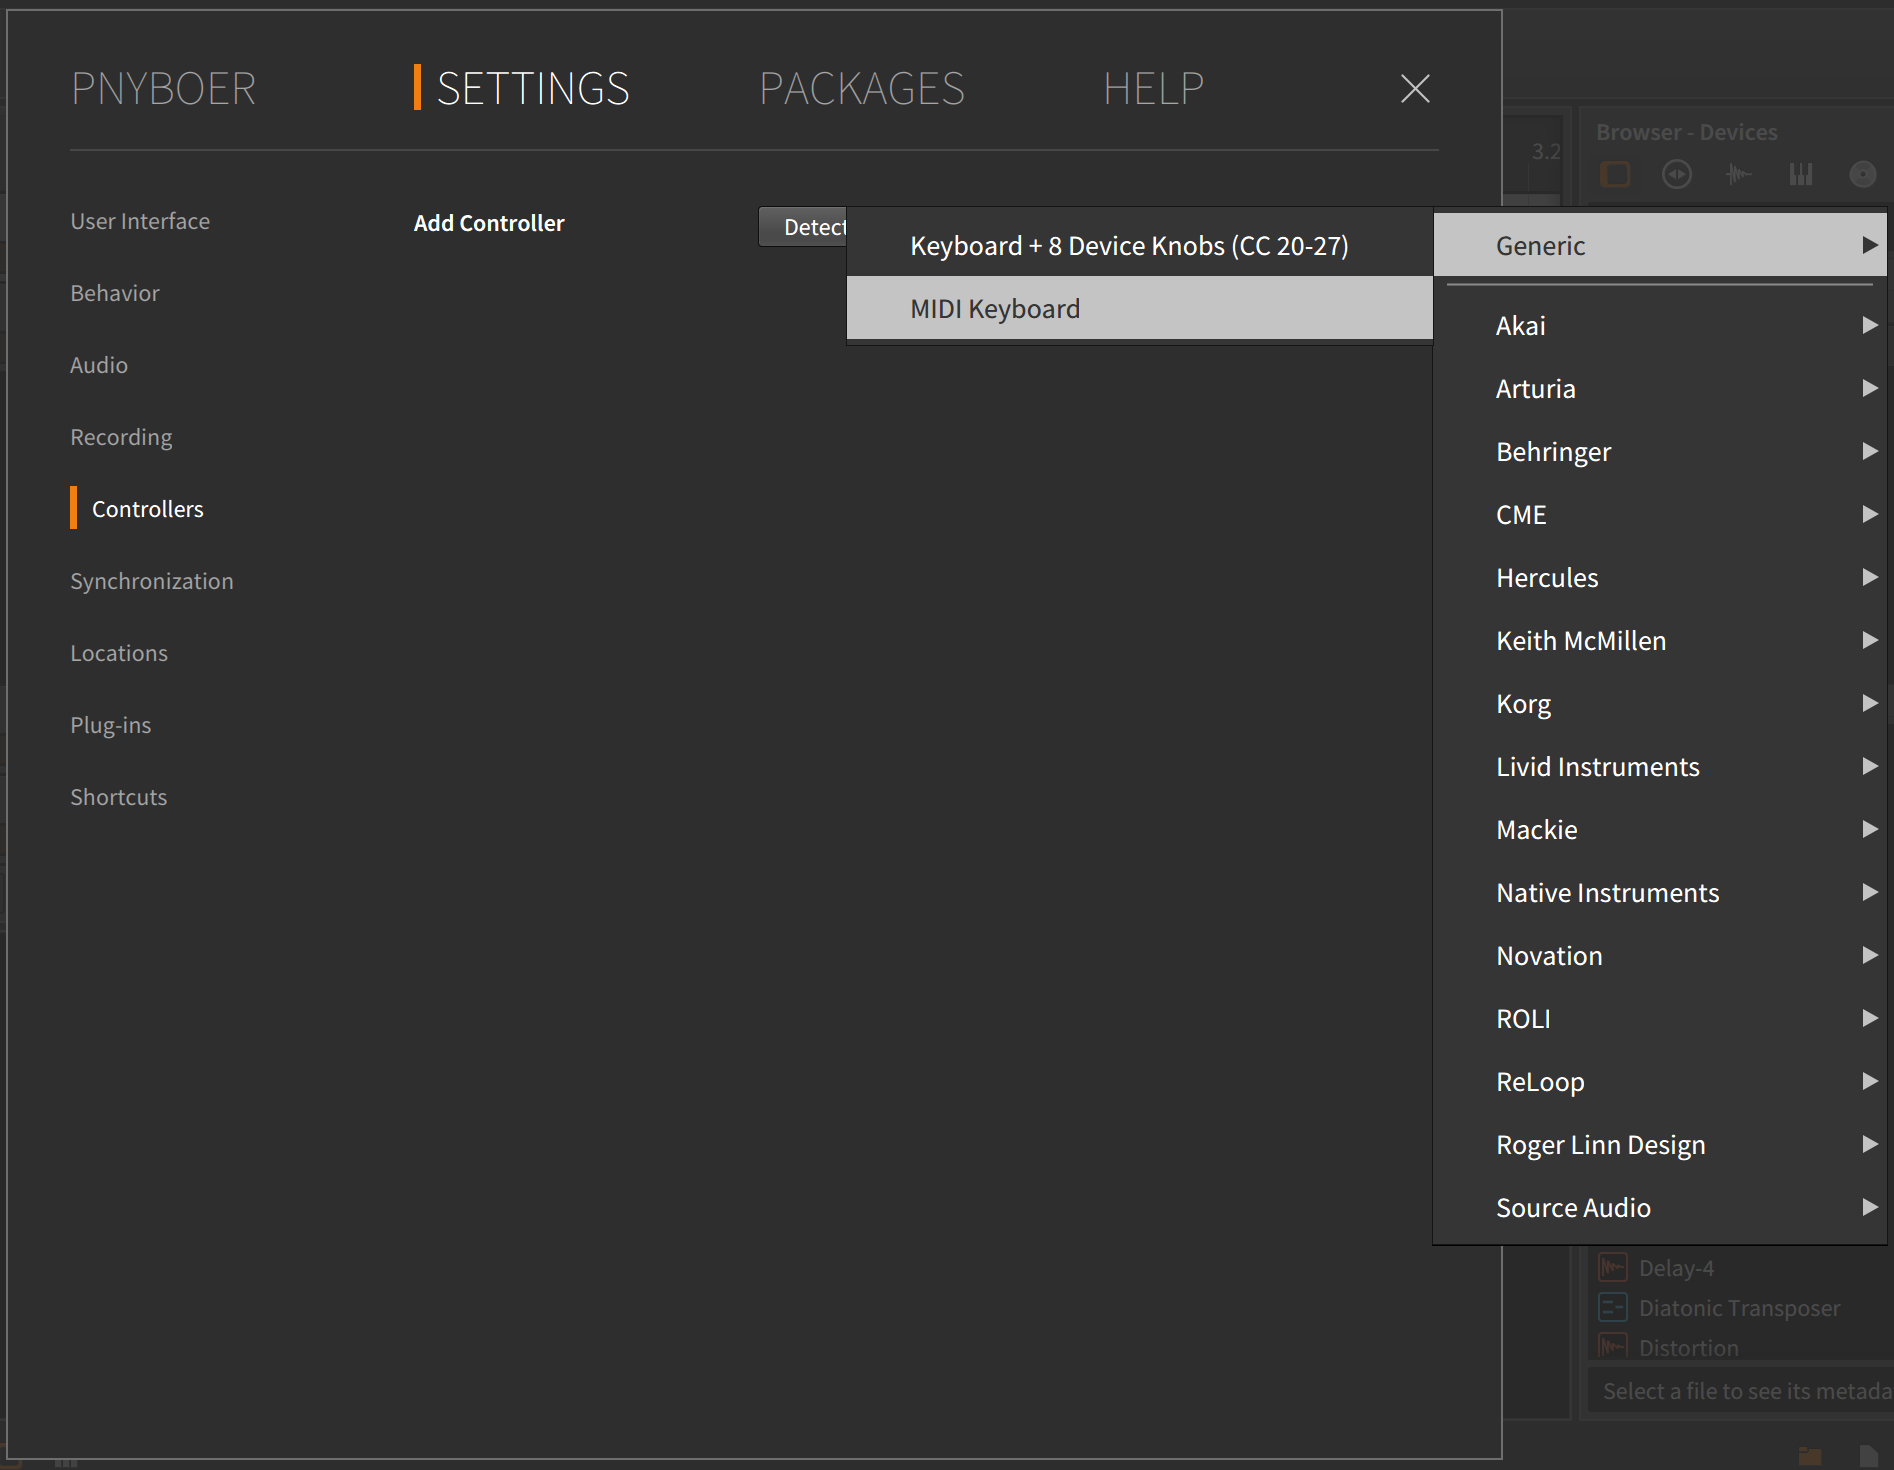 PNYBOER
SETTINGS
PACKAGES
HELP
User Interface
Behavior
Audio
Recording
Controllers
Synchronization
Locations
Plug-ins
Shortcuts
Add Controller
Detect
Keyboard + 8 Device Knobs (CC 20-27)
MIDI Keyboard
Generic
Akai
Arturia
Behringer
CME
Hercules
Keith McMillen
Korg
Livid Instruments
Mackie
Native Instruments
Novation
ROLI
ReLoop
Roger Linn Design
Source Audio
3.2
Browser - Devices
Delay-4
Diatonic Transposer
Distortion
Select a file to see its metada